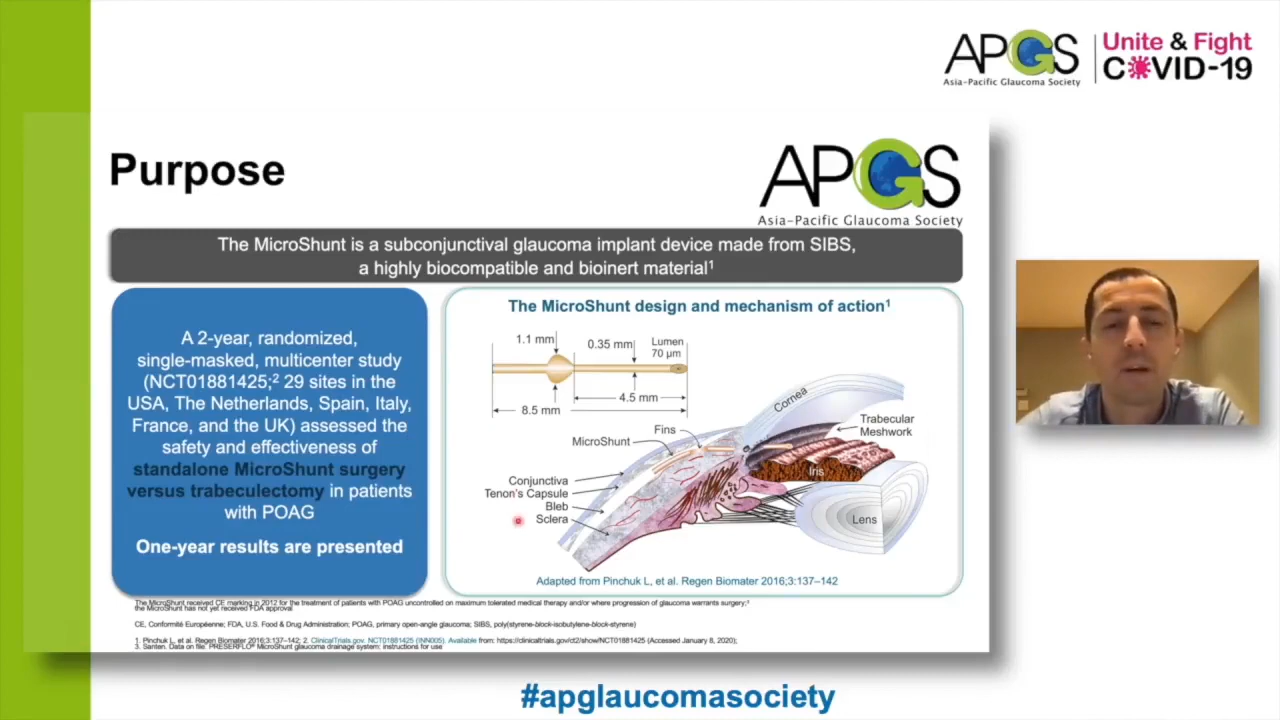 APGS
Asia-Pacific Glaucoma Society
Unite & Fight
COVID-19
Purpose
APGS
Asia-Pacific Glaucoma Society
The MicroShunt is a subconjunctival glaucoma implant device made from SIBS,
a highly biocompatible and bioinert material1
A 2-year, randomized,
single-masked, multicenter study
(NCT01881425;2 29 sites in the
USA, The Netherlands, Spain, Italy,
France, and the UK) assessed the
safety and effectiveness of
standalone MicroShunt surgery
versus trabeculectomy in patients
with POAG
One-year results are presented
The MicroShunt design and mechanism of action1
1.1 mm
0.35 mm
Lumen
70 µm
4.5 mm
8.5 mm
Fins
MicroShunt
Cornea
Trabecular
Meshwork
Iris
Conjunctiva
Tenon's Capsule
Bleb
Sclera
Lens
Adapted from Pinchuk L, et al. Regen Biomater 2016;3:137–142
The MicroShunt received CE marking in 2012 for the treatment of patients with POAG uncontrolled on maximum tolerated medical therapy and/or where progression of glaucoma warrants surgery;3
the MicroShunt has not yet received FDA approval
CE, Conformité Européenne; FDA, U.S. Food & Drug Administration; POAG, primary open-angle glaucoma; SIBS, poly(styrene-block-isobutylene-block-styrene)
1. Pinchuk L, et al. Regen Biomater 2016;3:137–142; 2. ClinicalTrials.gov. NCT01881425 (INN005). Available from: https://clinicaltrials.gov/ct2/show/NCT01881425 (Accessed January 8, 2020);
3. Santen. Data on file: PRESERFLO® MicroShunt glaucoma drainage system: instructions for use
#apglaucomasociety